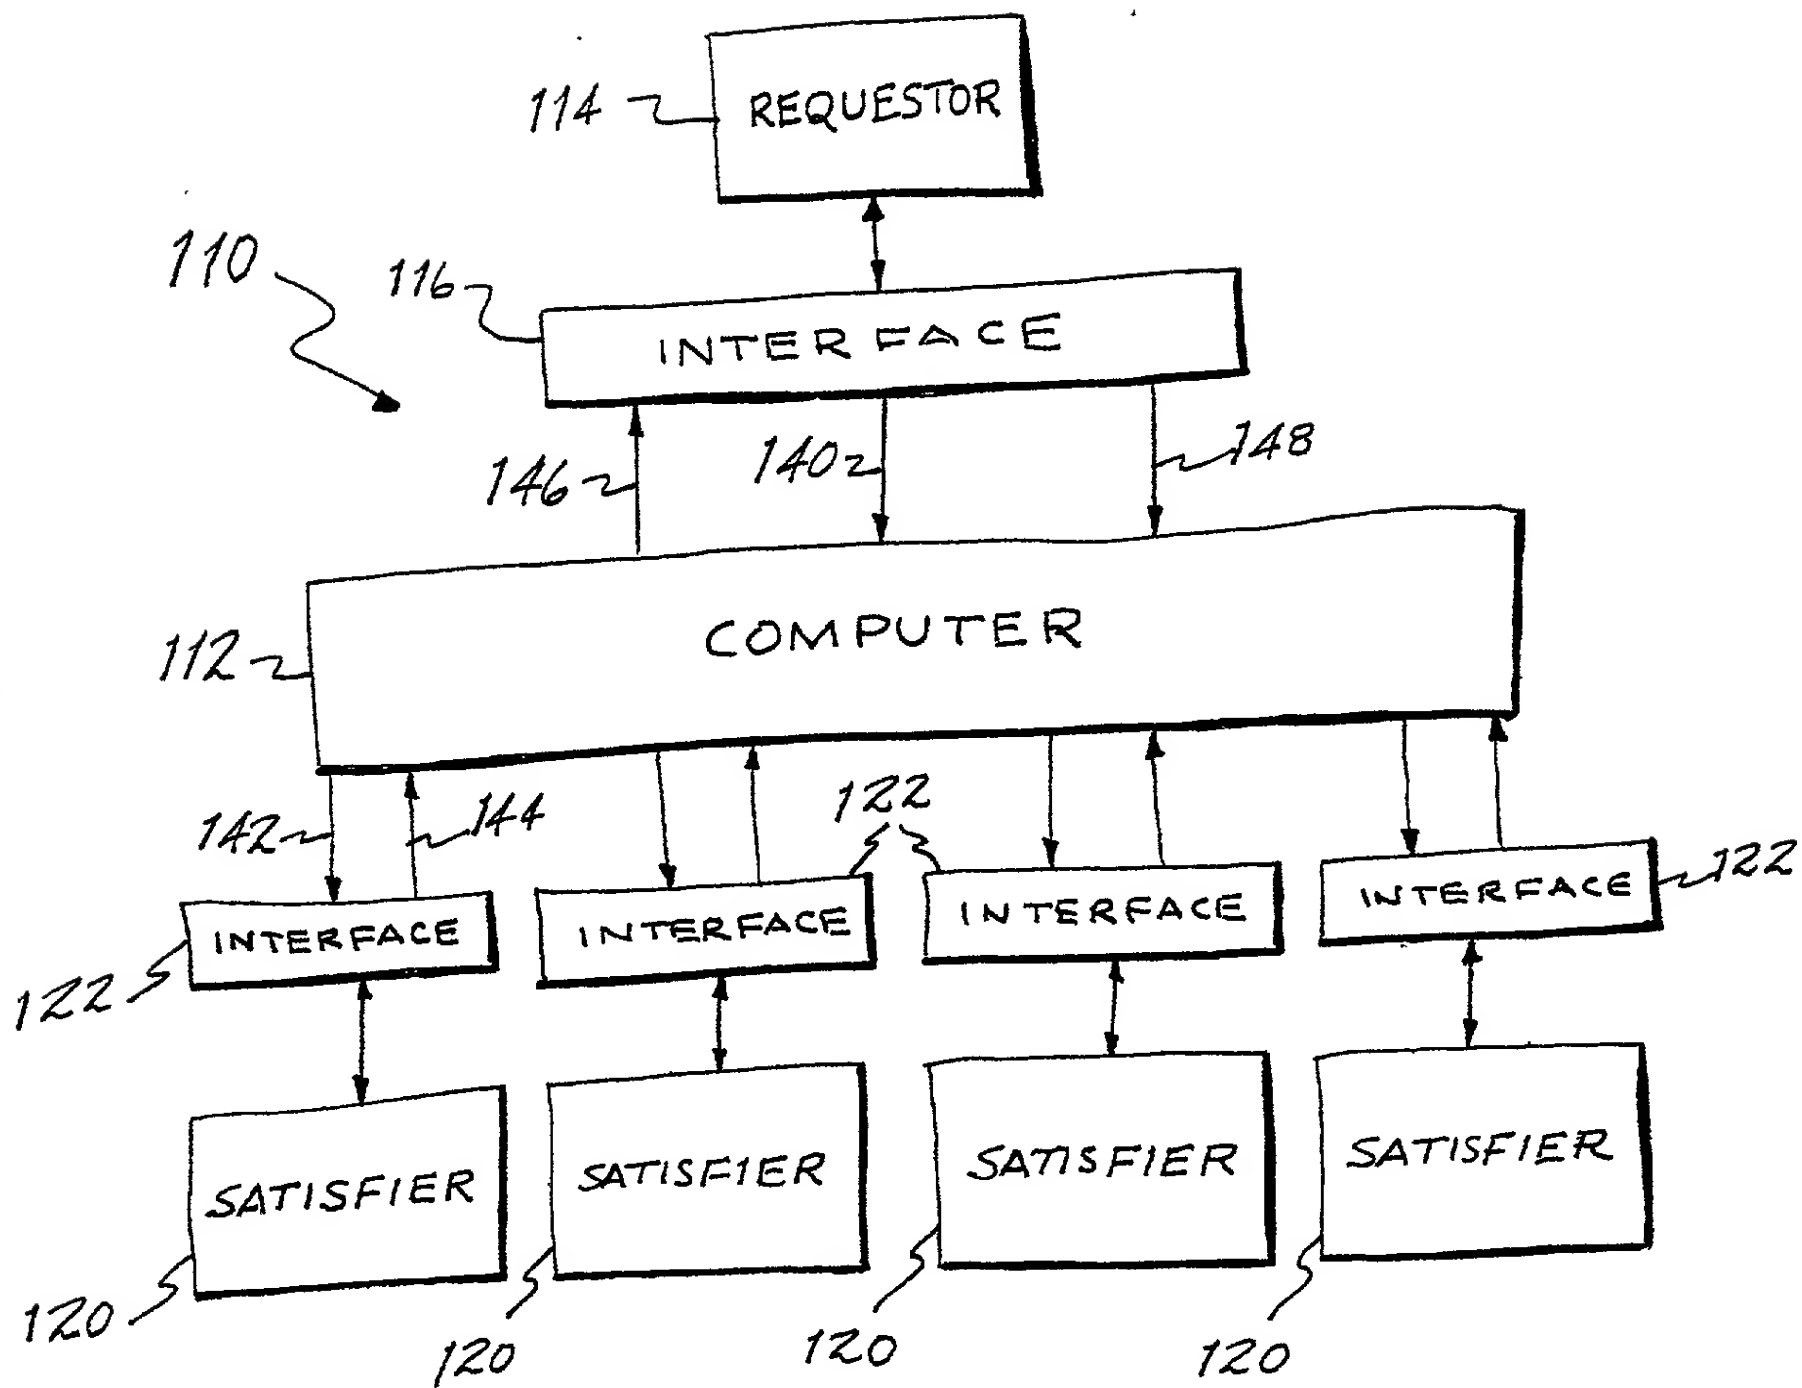 114 REQUESTOR
110
116
INTERFACE
146
140
148
112
COMPUTER
142
144
122
INTERFACE
INTERFACE
INTERFACE
INTERFACE
122
122
SATISFIER
SATISFIER
SATISFIER
SATISFIER
120
120
120
120